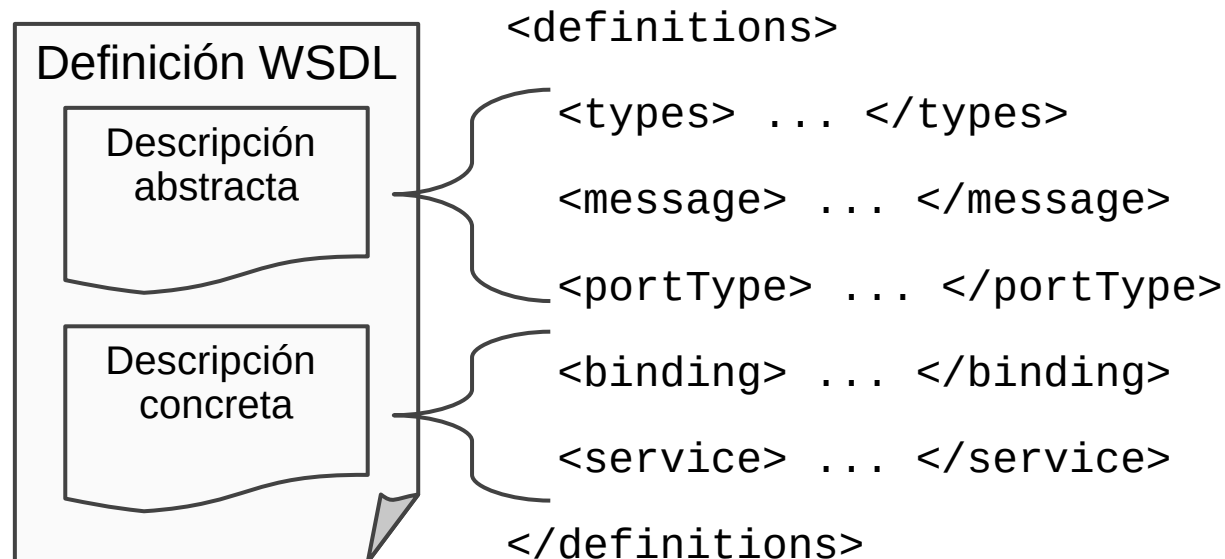 Definición WSDL
Descripción
abstracta
Descripción
concreta
<definitions>
<types> ... </types>
<message> ... </message>
<portType> ... </portType>
<binding> ... </binding>
<service> ... </service>
</definitions>